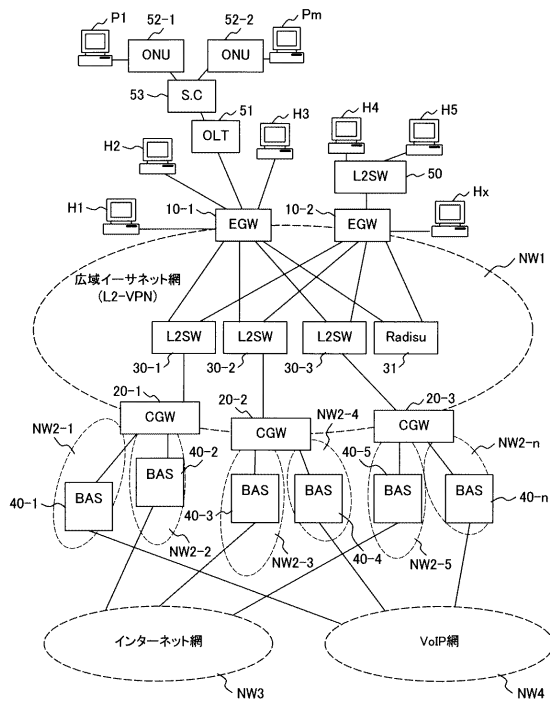 P1
52-1
52-2
Pm
ONU
ONU
53
S.C
51
OLT
H3
H4
H5
H2
L2SW
50
H1
10-1
EGW
10-2
EGW
Hx
広域イーサネット網
(L2-VPN)
NW1
L2SW
L2SW
L2SW
Radisu
30-1
30-2
30-3
31
20-1
20-2
20-3
CGW
CGW
CGW
NW2-1
NW2-4
NW2-n
40-2
40-5
BAS
BAS
BAS
BAS
BAS
BAS
40-1
40-3
40-4
40-n
NW2-2
NW2-3
NW2-5
インターネット網
VoIP網
NW3
NW4